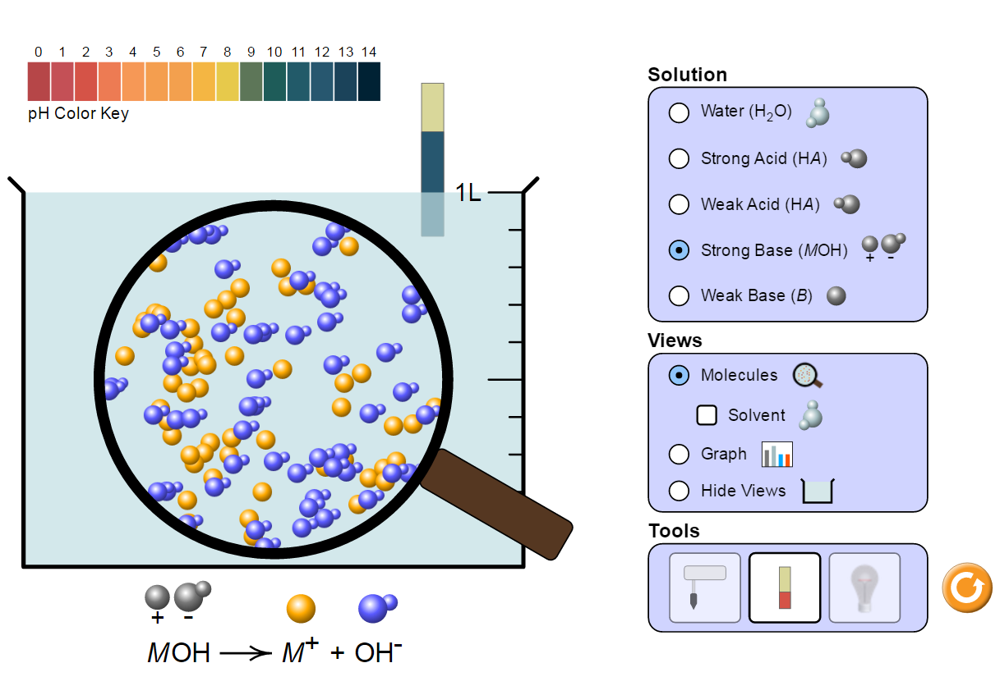 0 1 2 3 4 5 6 7 8 9 10 11 12 13 14
pH Color Key
1L
+ -
MOH → M⁺ + OH⁻
Solution
Water (H₂O)
Strong Acid (HA)
Weak Acid (HA)
Strong Base (MOH)
+ -
Weak Base (B)
Views
Molecules
Solvent
Graph
Hide Views
Tools